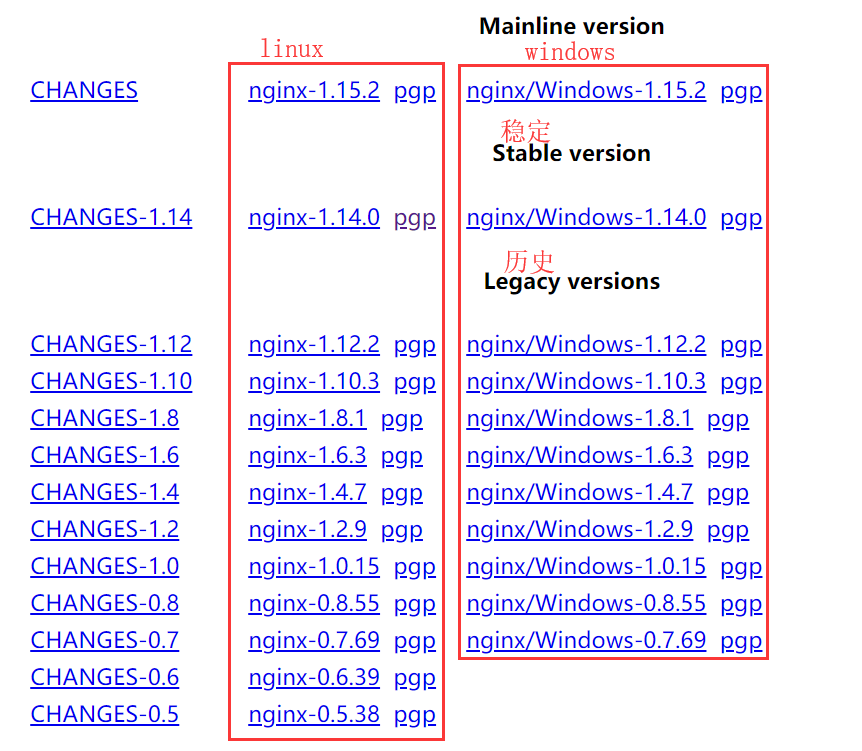 Mainline version
linux windows
CHANGES nginx-1.15.2 pgp nginx/Windows-1.15.2 pgp
稳定
Stable version
CHANGES-1.14 nginx-1.14.0 pgp nginx/Windows-1.14.0 pgp
历史
Legacy versions
CHANGES-1.12 nginx-1.12.2 pgp nginx/Windows-1.12.2 pgp
CHANGES-1.10 nginx-1.10.3 pgp nginx/Windows-1.10.3 pgp
CHANGES-1.8 nginx-1.8.1 pgp nginx/Windows-1.8.1 pgp
CHANGES-1.6 nginx-1.6.3 pgp nginx/Windows-1.6.3 pgp
CHANGES-1.4 nginx-1.4.7 pgp nginx/Windows-1.4.7 pgp
CHANGES-1.2 nginx-1.2.9 pgp nginx/Windows-1.2.9 pgp
CHANGES-1.0 nginx-1.0.15 pgp nginx/Windows-1.0.15 pgp
CHANGES-0.8 nginx-0.8.55 pgp nginx/Windows-0.8.55 pgp
CHANGES-0.7 nginx-0.7.69 pgp nginx/Windows-0.7.69 pgp
CHANGES-0.6 nginx-0.6.39 pgp
CHANGES-0.5 nginx-0.5.38 pgp